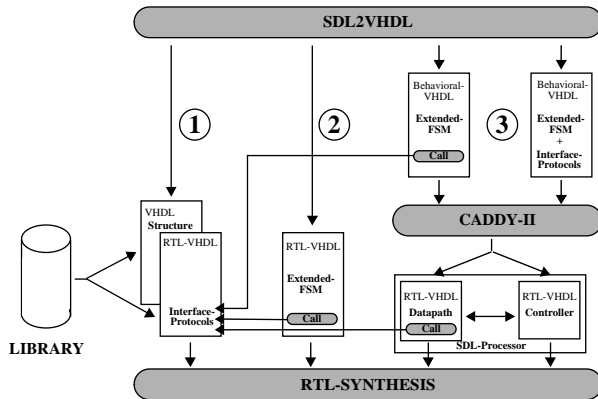 SDL2VHDL
1
2
3
Behavioral-
VHDL
Extended-
FSM
Call
Behavioral-
VHDL
Extended-
FSM
+
Interface-
Protocols
CADDY-II
VHDL
Structure
RTL-VHDL
Interface-
Protocols
RTL-VHDL
Extended-
FSM
Call
RTL-VHDL
Datapath
Call
RTL-VHDL
Controller
SDL-Processor
LIBRARY
RTL-SYNTHESIS